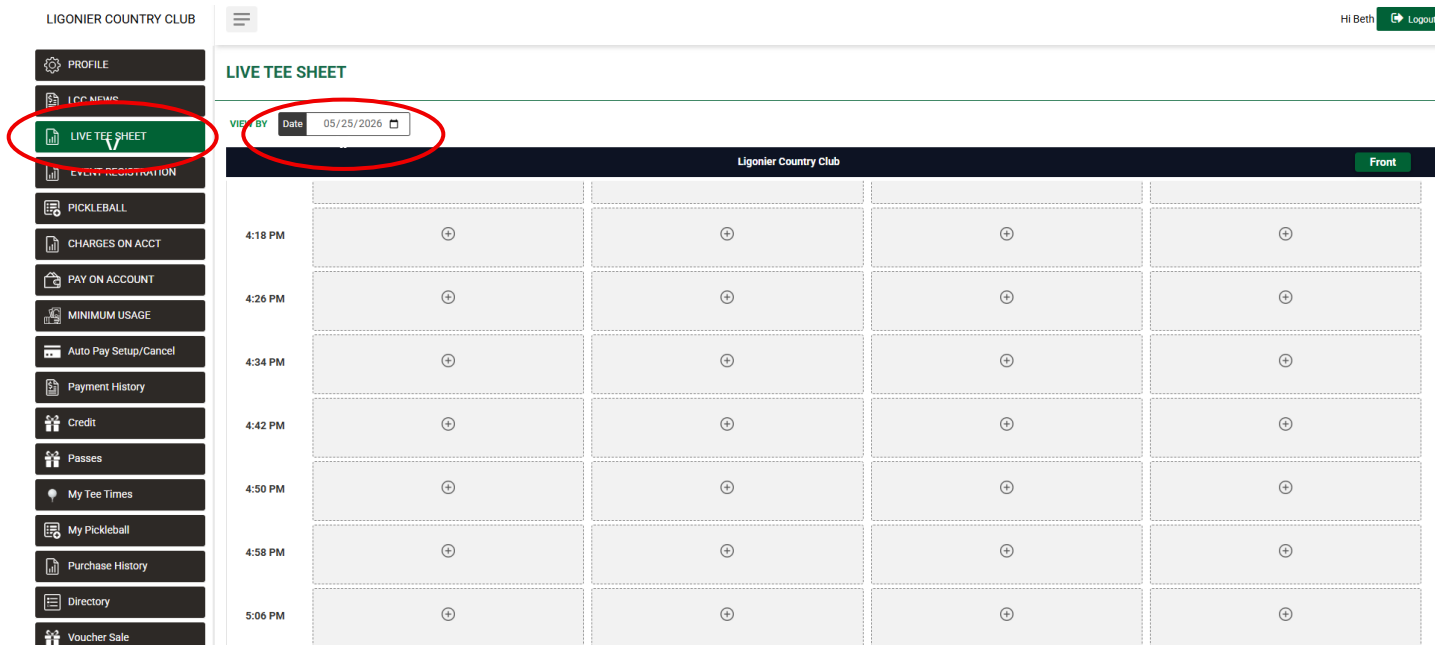 LIGONIER COUNTRY CLUB
Hi Beth Logout
PROFILE
LCC NEWS
LIVE TEE SHEET
EVENT REGISTRATION
PICKLEBALL
CHARGES ON ACCT
PAY ON ACCOUNT
MINIMUM USAGE
Auto Pay Setup/Cancel
Payment History
Credit
Passes
My Tee Times
My Pickleball
Purchase History
Directory
Voucher Sale
LIVE TEE SHEET
VIEW BY Date 05/25/2026
Ligonier Country Club Front
4:18 PM
4:26 PM
4:34 PM
4:42 PM
4:50 PM
4:58 PM
5:06 PM